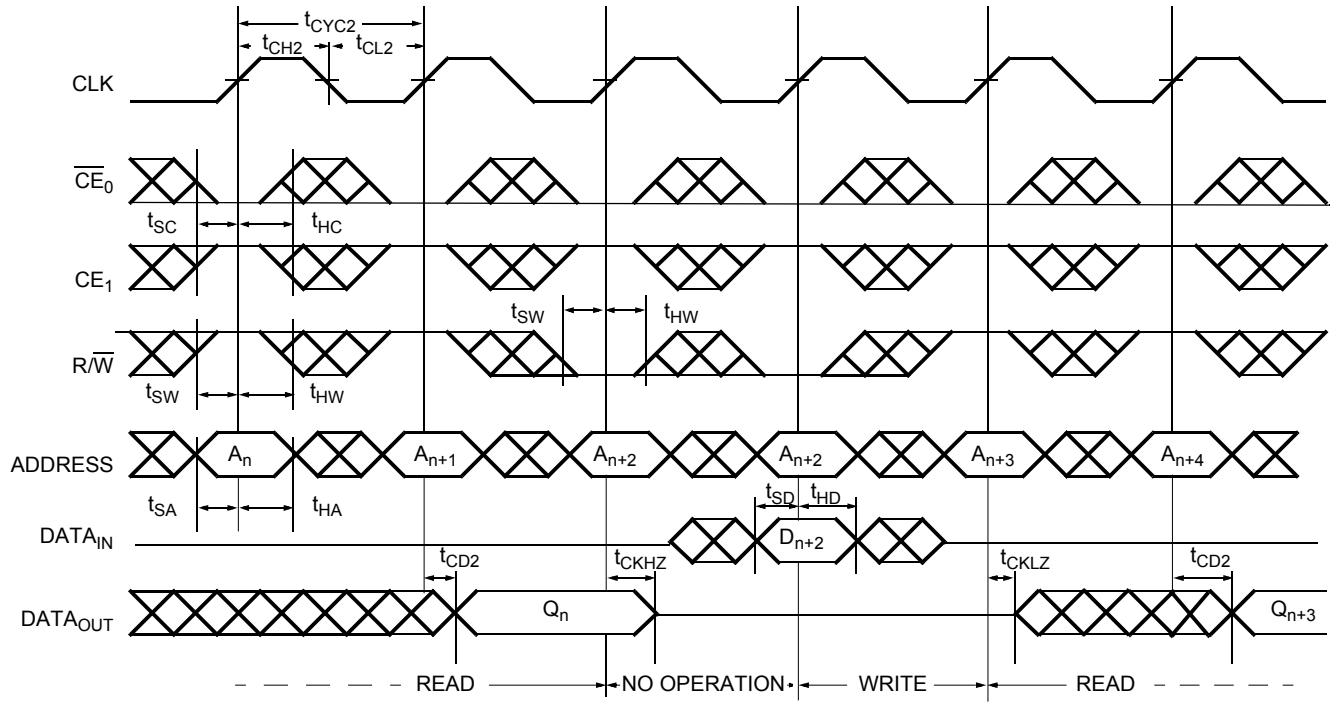 tCYC2
tCH2 tCL2
CLK
CE0
tSC tHC
CE1
tSW tHW
R/W
tSW tHW
ADDRESS An An+1 An+2 An+2 An+3 An+4
tSA tHA tSD tHD
DATAIN Dn+2
tCD2 tCKHZ tCKLZ tCD2
DATAOUT Qn Qn+3
READ NO OPERATION WRITE READ